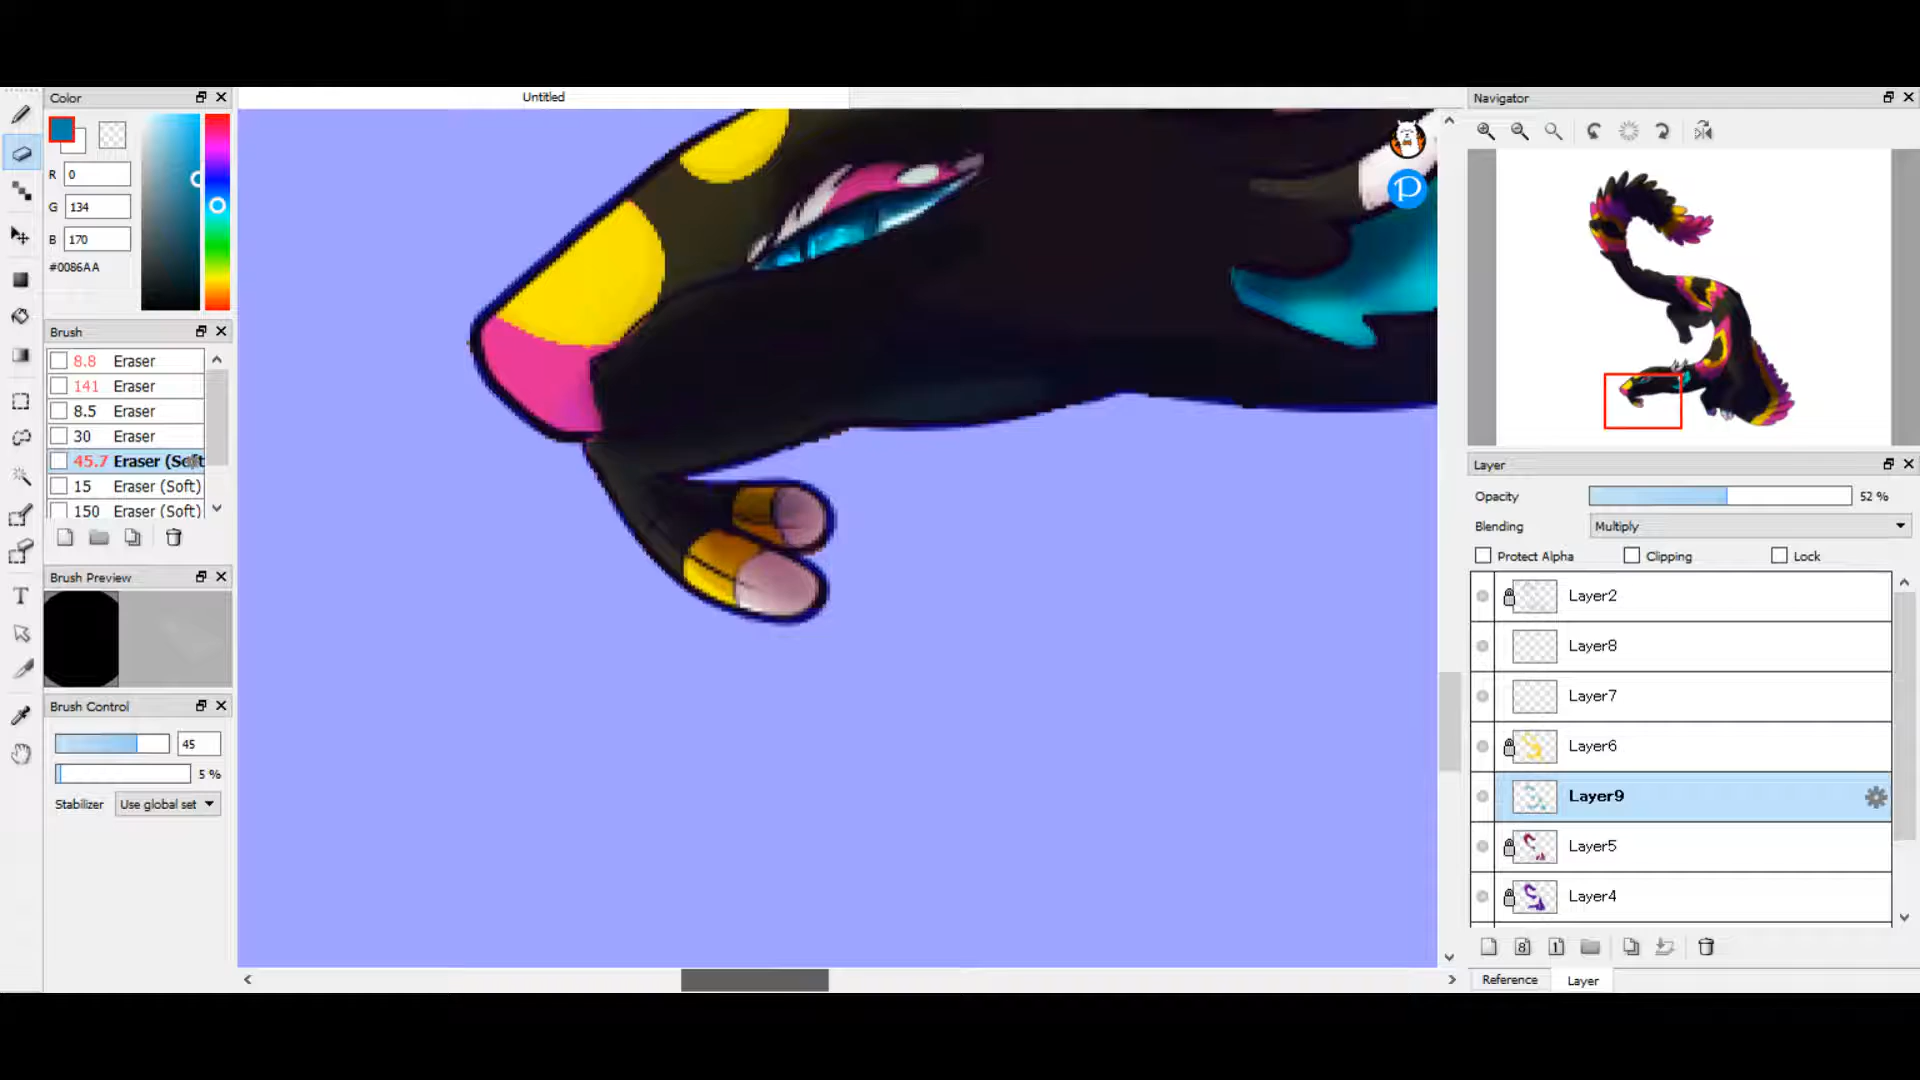 Color
Untitled
Navigator
R 0
G 134
B 170
#0086AA
Brush
8.8 Eraser
141 Eraser
8.5 Eraser
30 Eraser
45.7 Eraser (Soft
15 Eraser (Soft)
150 Eraser (Soft)
Brush Preview
Brush Control
45
5 %
Stabilizer Use global set
Layer
Opacity 52 %
Blending Multiply
Protect Alpha Clipping Lock
Layer2
Layer8
Layer7
Layer6
Layer9
Layer5
Layer4
8 1
Reference Layer
T
P